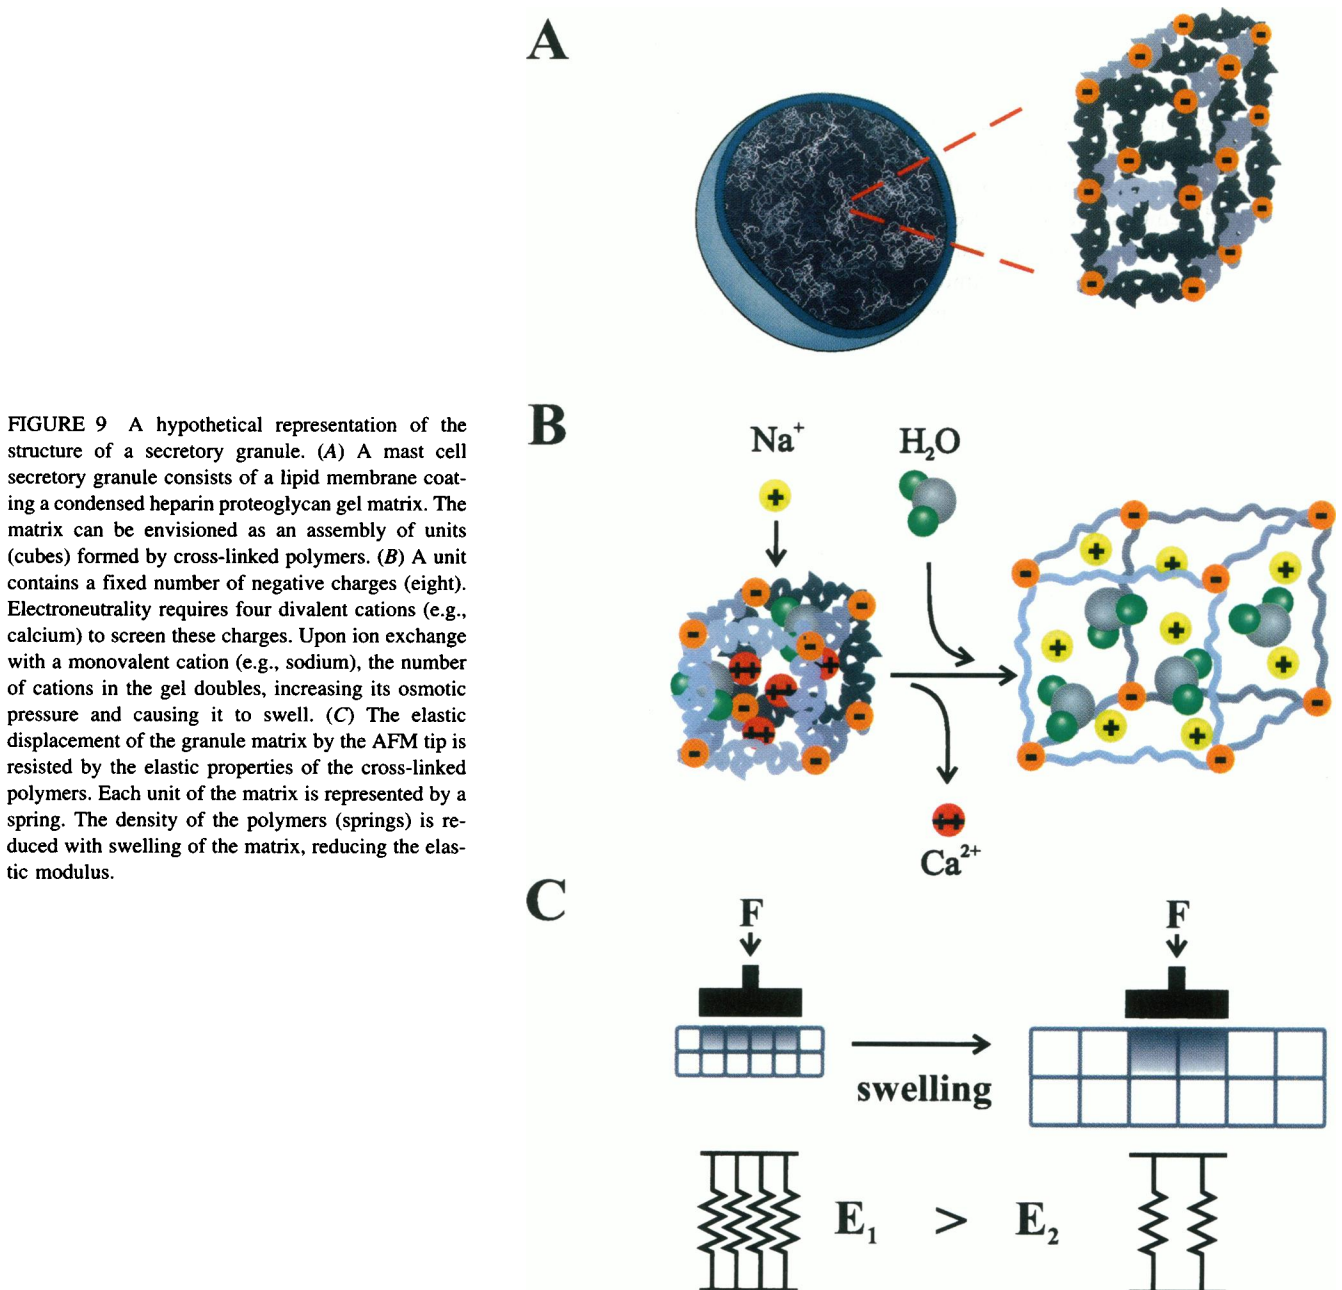 A
FIGURE 9 A hypothetical representation of the
structure of a secretory granule. (A) A mast cell
secretory granule consists of a lipid membrane coat-
ing a condensed heparin proteoglycan gel matrix. The
matrix can be envisioned as an assembly of units
(cubes) formed by cross-linked polymers. (B) A unit
contains a fixed number of negative charges (eight).
Electroneutrality requires four divalent cations (e.g.,
calcium) to screen these charges. Upon ion exchange
with a monovalent cation (e.g., sodium), the number
of cations in the gel doubles, increasing its osmotic
pressure and causing it to swell. (C) The elastic
displacement of the granule matrix by the AFM tip is
resisted by the elastic properties of the cross-linked
polymers. Each unit of the matrix is represented by a
spring. The density of the polymers (springs) is re-
duced with swelling of the matrix, reducing the elas-
tic modulus.
B
Na⁺ H₂O
Ca²⁺
C
F F
swelling
E₁ > E₂